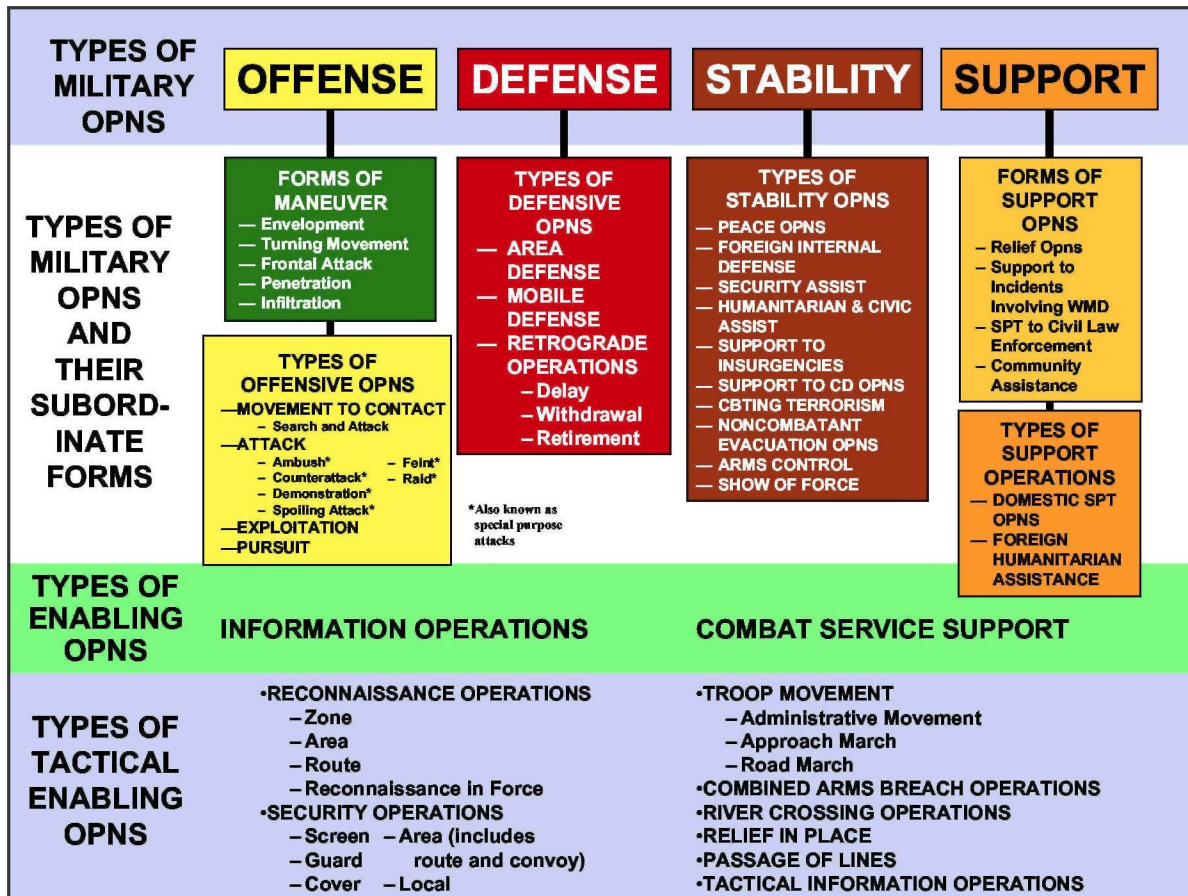 TYPES OF
MILITARY
OPNS
OFFENSE
DEFENSE
STABILITY
SUPPORT
TYPES OF
MILITARY
OPNS
AND
THEIR
SUBORD-
INATE
FORMS
FORMS OF
MANEUVER
— Envelopment
— Turning Movement
— Frontal Attack
— Penetration
— Infiltration
TYPES OF
OFFENSIVE OPNS
—MOVEMENT TO CONTACT
– Search and Attack
—ATTACK
– Ambush* – Feint*
– Counterattack* – Raid*
– Demonstration*
– Spoiling Attack*
—EXPLOITATION
—PURSUIT
TYPES OF
DEFENSIVE
OPNS
— AREA
DEFENSE
— MOBILE
DEFENSE
— RETROGRADE
OPERATIONS
– Delay
– Withdrawal
– Retirement
*Also known as
special purpose
attacks
TYPES OF
STABILITY OPNS
— PEACE OPNS
— FOREIGN INTERNAL
DEFENSE
— SECURITY ASSIST
— HUMANITARIAN & CIVIC
ASSIST
— SUPPORT TO
INSURGENCIES
— SUPPORT TO CD OPNS
— CBTING TERRORISM
— NONCOMBATANT
EVACUATION OPNS
— ARMS CONTROL
— SHOW OF FORCE
FORMS OF
SUPPORT
OPNS
– Relief Opns
– Support to
Incidents
Involving WMD
– SPT to Civil Law
Enforcement
– Community
Assistance
TYPES OF
SUPPORT
OPERATIONS
— DOMESTIC SPT
OPNS
— FOREIGN
HUMANITARIAN
ASSISTANCE
TYPES OF
ENABLING
OPNS
INFORMATION OPERATIONS
COMBAT SERVICE SUPPORT
TYPES OF
TACTICAL
ENABLING
OPNS
•RECONNAISSANCE OPERATIONS
– Zone
– Area
– Route
– Reconnaissance in Force
•SECURITY OPERATIONS
– Screen – Area (includes
– Guard route and convoy)
– Cover – Local
•TROOP MOVEMENT
– Administrative Movement
– Approach March
– Road March
•COMBINED ARMS BREACH OPERATIONS
•RIVER CROSSING OPERATIONS
•RELIEF IN PLACE
•PASSAGE OF LINES
•TACTICAL INFORMATION OPERATIONS